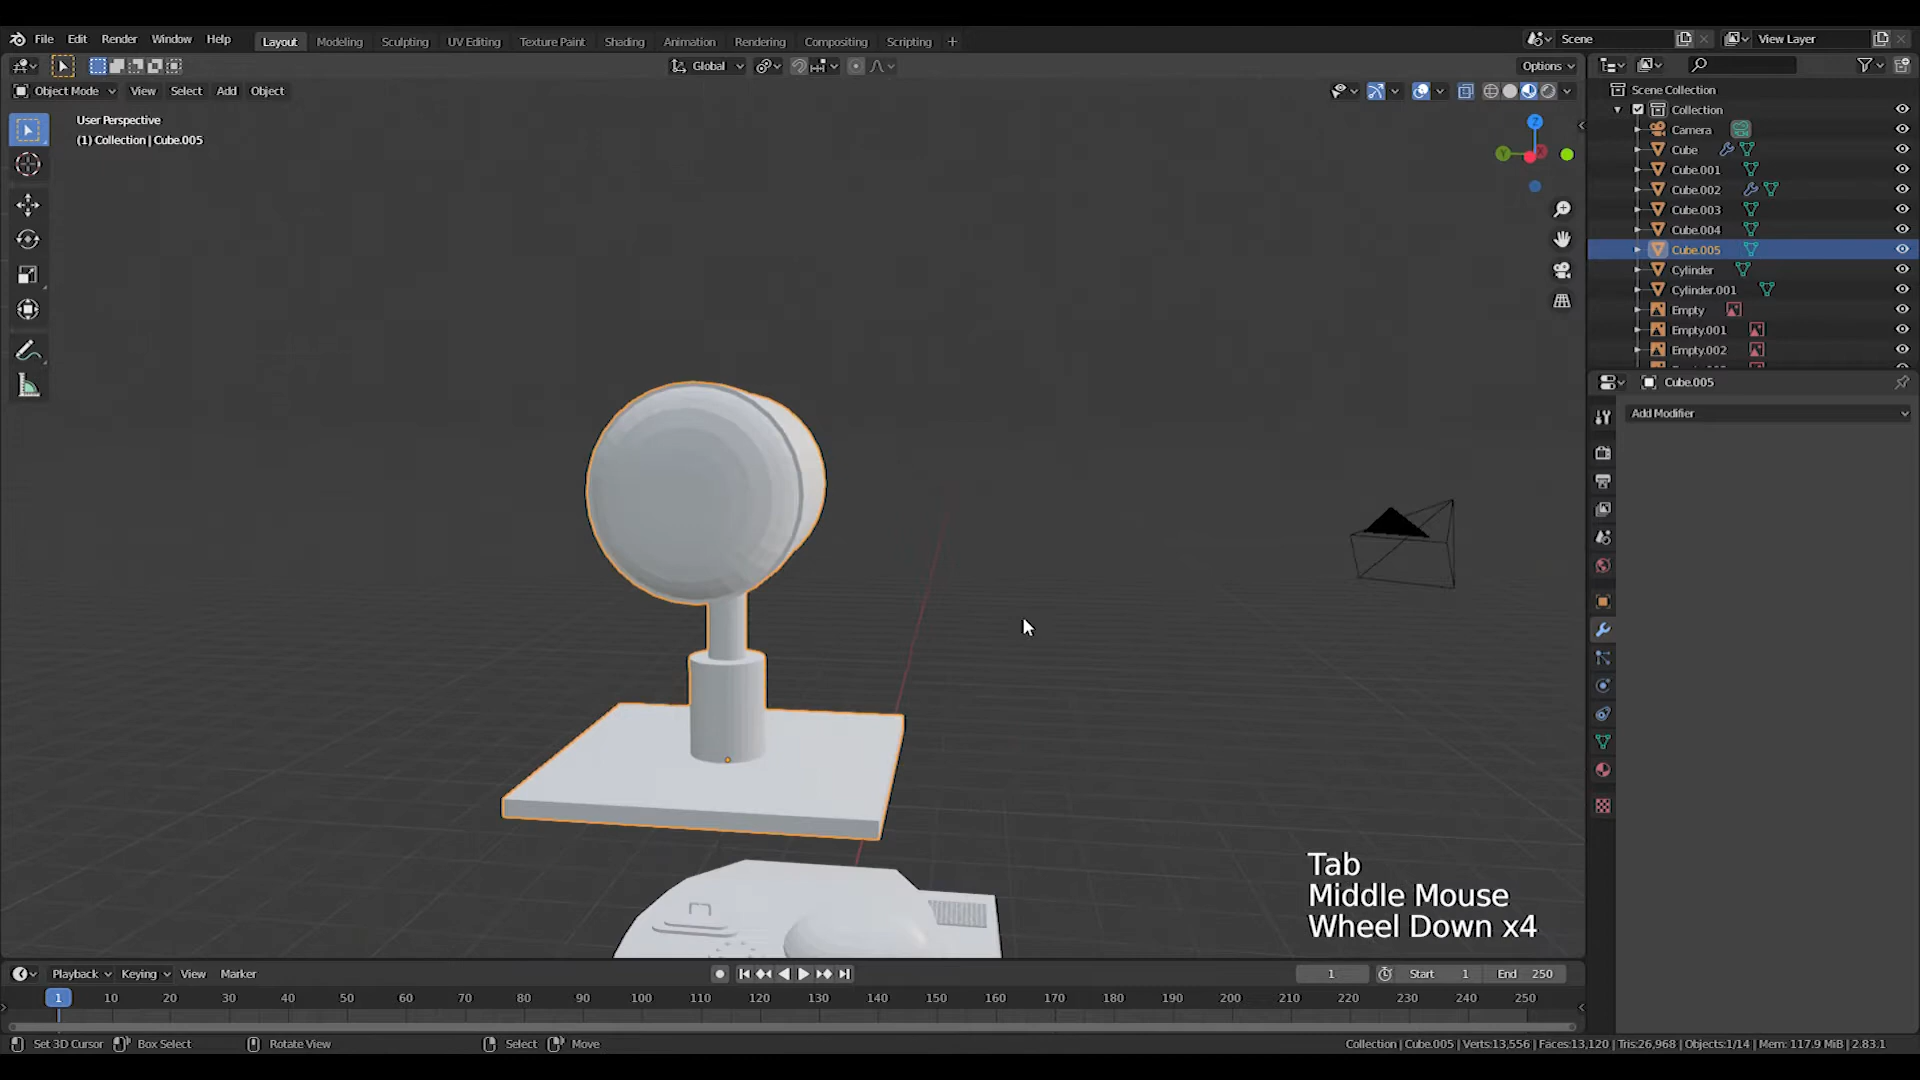 File Edit Render Window Help Layout Modeling Sculpting UV Editing Texture Paint Shading Animation Rendering Compositing Scripting + Scene View Layer
Global Options
Object Mode View Select Add Object
User Perspective
(1) Collection | Cube.005
Z
Y
X
Scene Collection
Collection
Camera
Cube
Cube.001
Cube.002
Cube.003
Cube.004
Cube.005
Cylinder
Cylinder.001
Empty
Empty.001
Empty.002
Cube.005
Add Modifier
Tab
Middle Mouse
Wheel Down x4
Playback Keying View Marker 1 Start 1 End 250
1 10 20 30 40 50 60 70 80 90 100 110 120 130 140 150 160 170 180 190 200 210 220 230 240 250
Set 3D Cursor Box Select Rotate View Select Move Collection | Cube.005 | Verts:13,556 | Faces:13,120 | Tris:26,968 | Objects:1/14 | Mem: 117.9 MiB | 2.83.1